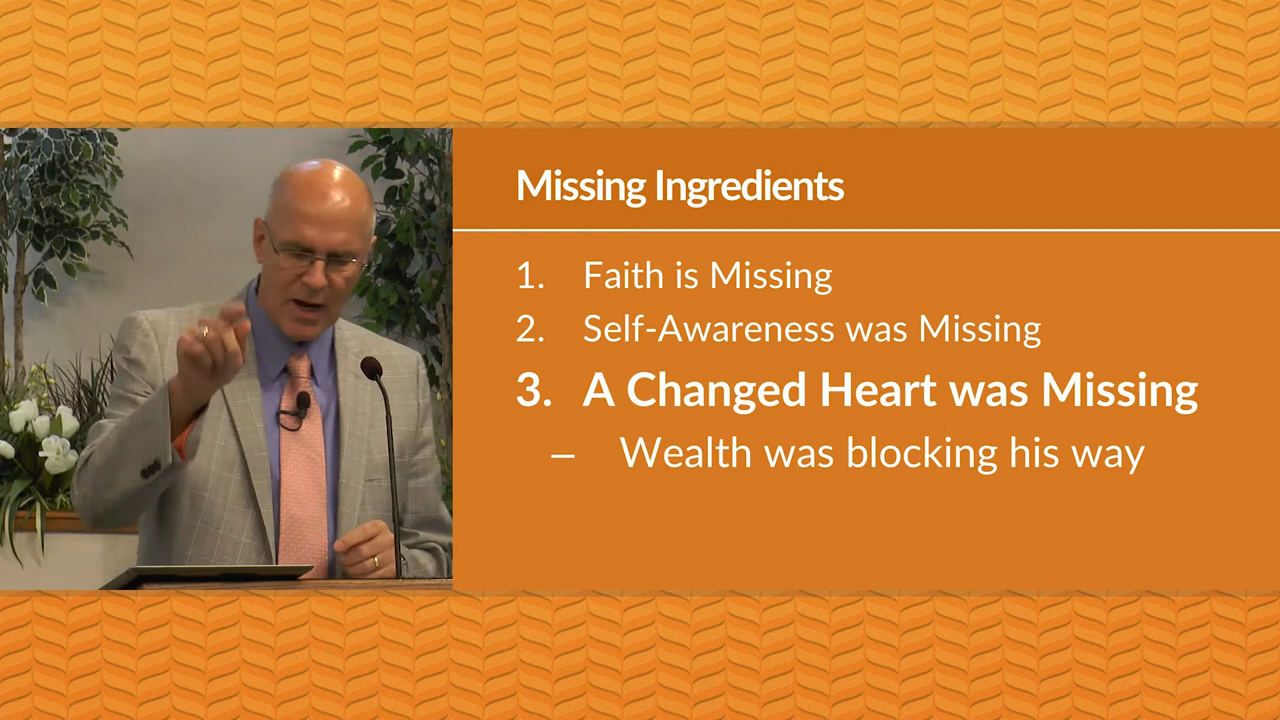 Missing Ingredients
1. Faith is Missing
2. Self-Awareness was Missing
3. A Changed Heart was Missing
– Wealth was blocking his way